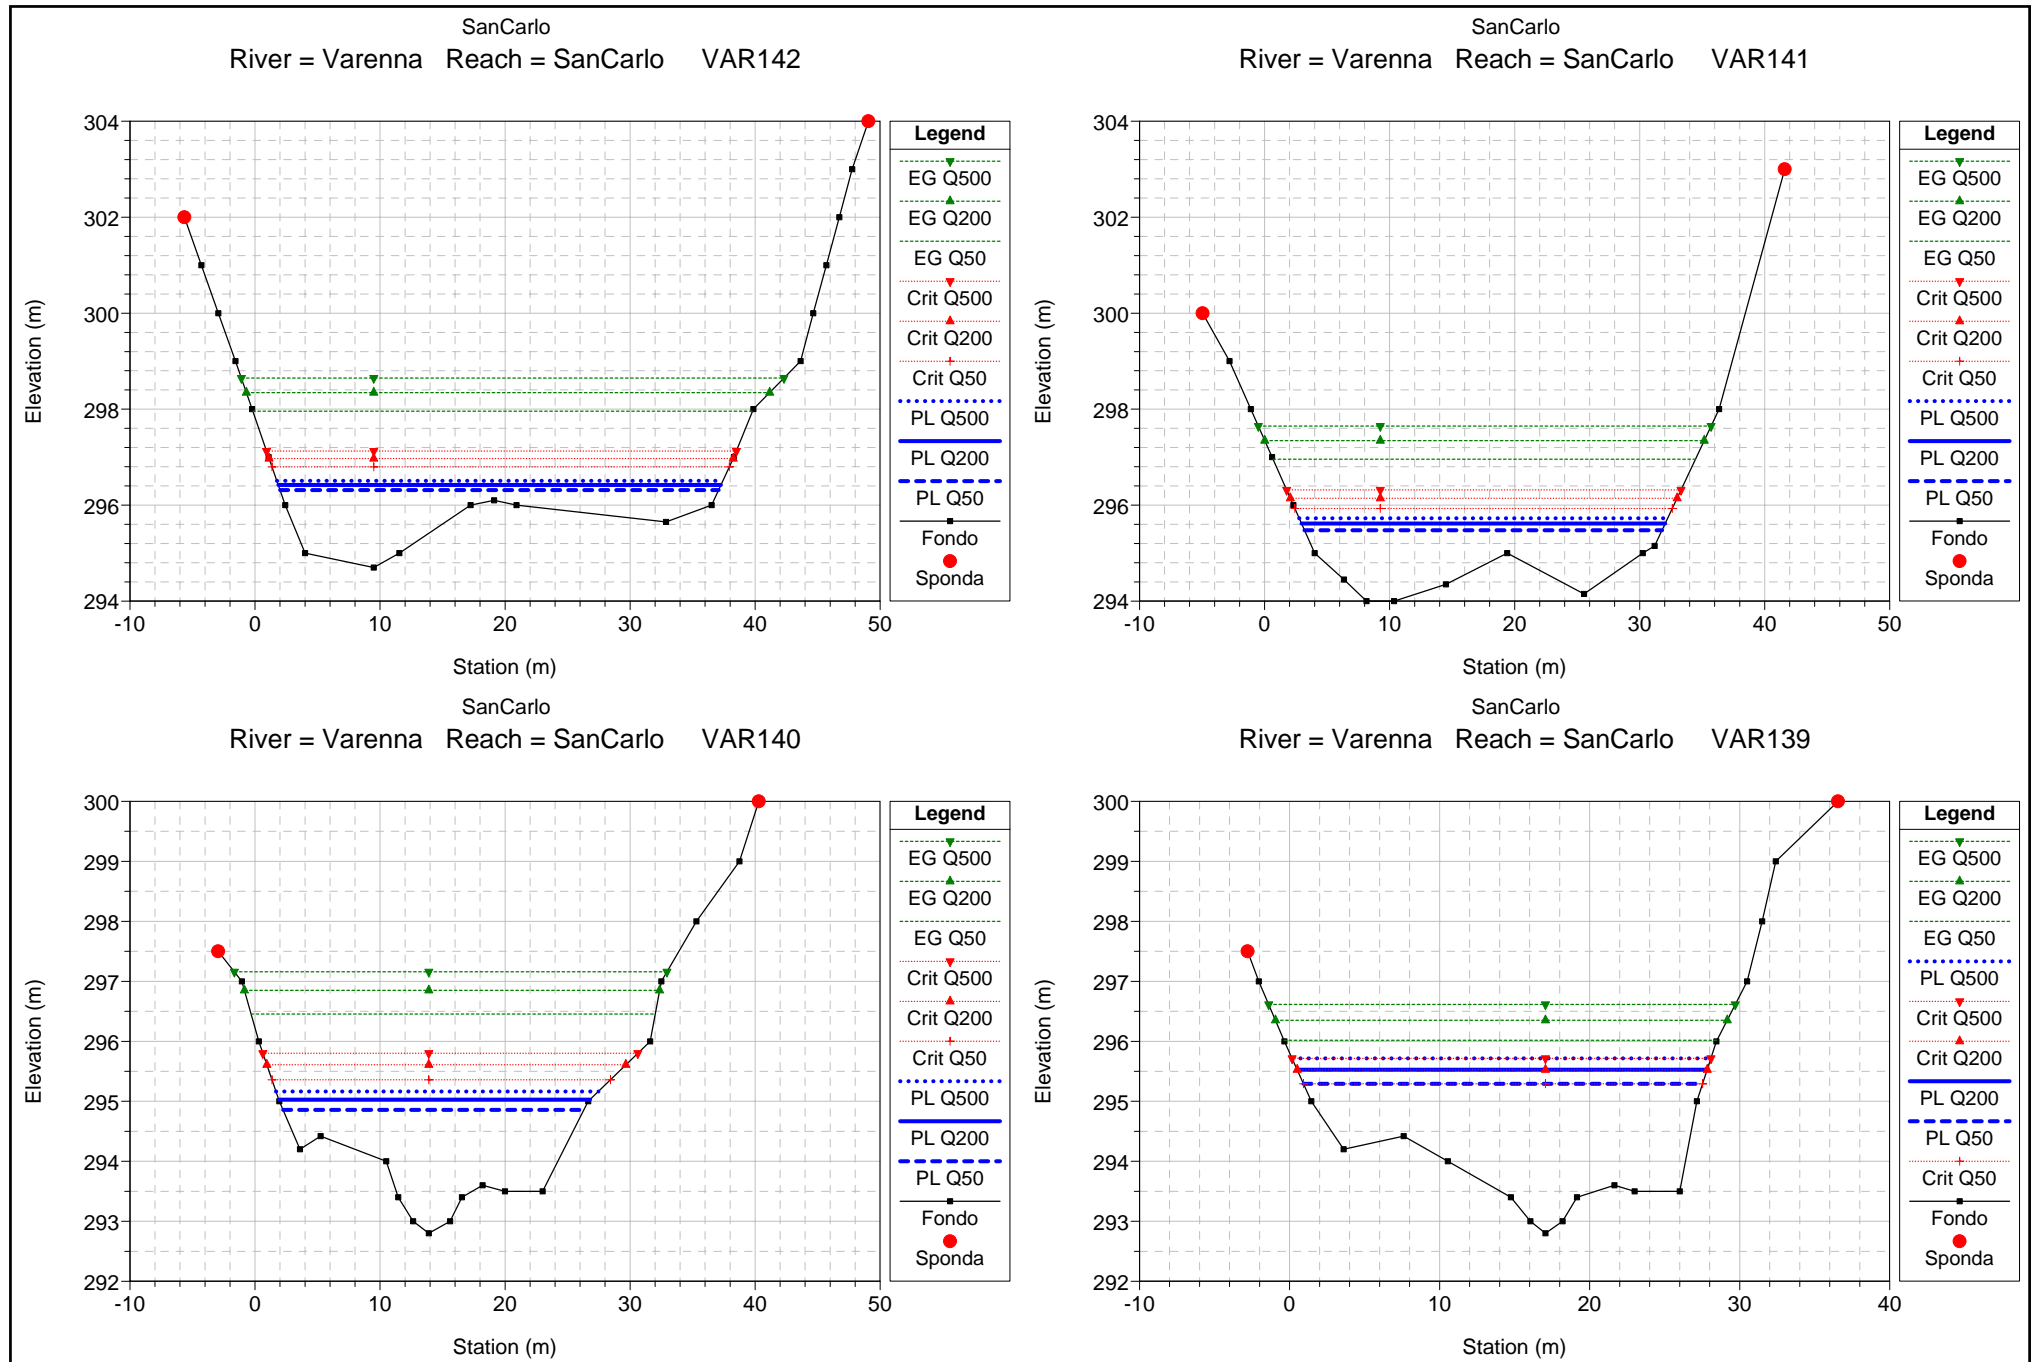 SanCarlo
River = Varenna Reach = SanCarlo VAR142
304
302
300
298
296
294
-10 0 10 20 30 40 50
Elevation (m)
Station (m)
Legend
EG Q500
EG Q200
EG Q50
Crit Q500
Crit Q200
Crit Q50
PL Q500
PL Q200
PL Q50
Fondo
Sponda
SanCarlo
River = Varenna Reach = SanCarlo VAR141
304
302
300
298
296
294
-10 0 10 20 30 40 50
Elevation (m)
Station (m)
Legend
EG Q500
EG Q200
EG Q50
Crit Q500
Crit Q200
Crit Q50
PL Q500
PL Q200
PL Q50
Fondo
Sponda
SanCarlo
River = Varenna Reach = SanCarlo VAR140
300
299
298
297
296
295
294
293
292
-10 0 10 20 30 40 50
Elevation (m)
Station (m)
Legend
EG Q500
EG Q200
EG Q50
Crit Q500
Crit Q200
Crit Q50
PL Q500
PL Q200
PL Q50
Fondo
Sponda
SanCarlo
River = Varenna Reach = SanCarlo VAR139
300
299
298
297
296
295
294
293
292
-10 0 10 20 30 40
Elevation (m)
Station (m)
Legend
EG Q500
EG Q200
EG Q50
PL Q500
Crit Q500
Crit Q200
PL Q200
PL Q50
Crit Q50
Fondo
Sponda